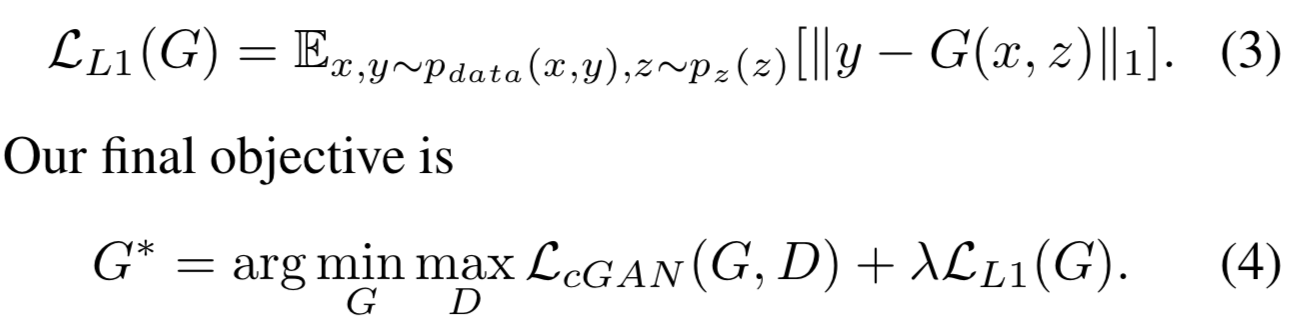 ℒ_{L1}(G) = 𝔼_{x,y∼p_{data}(x,y),z∼p_z(z)}[‖y − G(x, z)‖₁]. (3)
Our final objective is
G* = arg min_G max_D ℒ_{cGAN}(G, D) + λℒ_{L1}(G). (4)